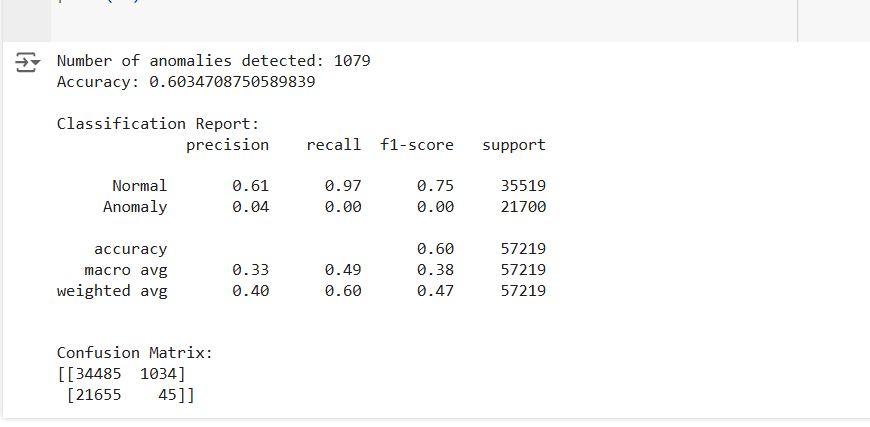 Number of anomalies detected: 1079
Accuracy: 0.6034708750589839
Classification Report:
precision recall f1-score support
Normal 0.61 0.97 0.75 35519
Anomaly 0.04 0.00 0.00 21700
accuracy 0.60 57219
macro avg 0.33 0.49 0.38 57219
weighted avg 0.40 0.60 0.47 57219
Confusion Matrix:
[[34485 1034]
[21655 45]]